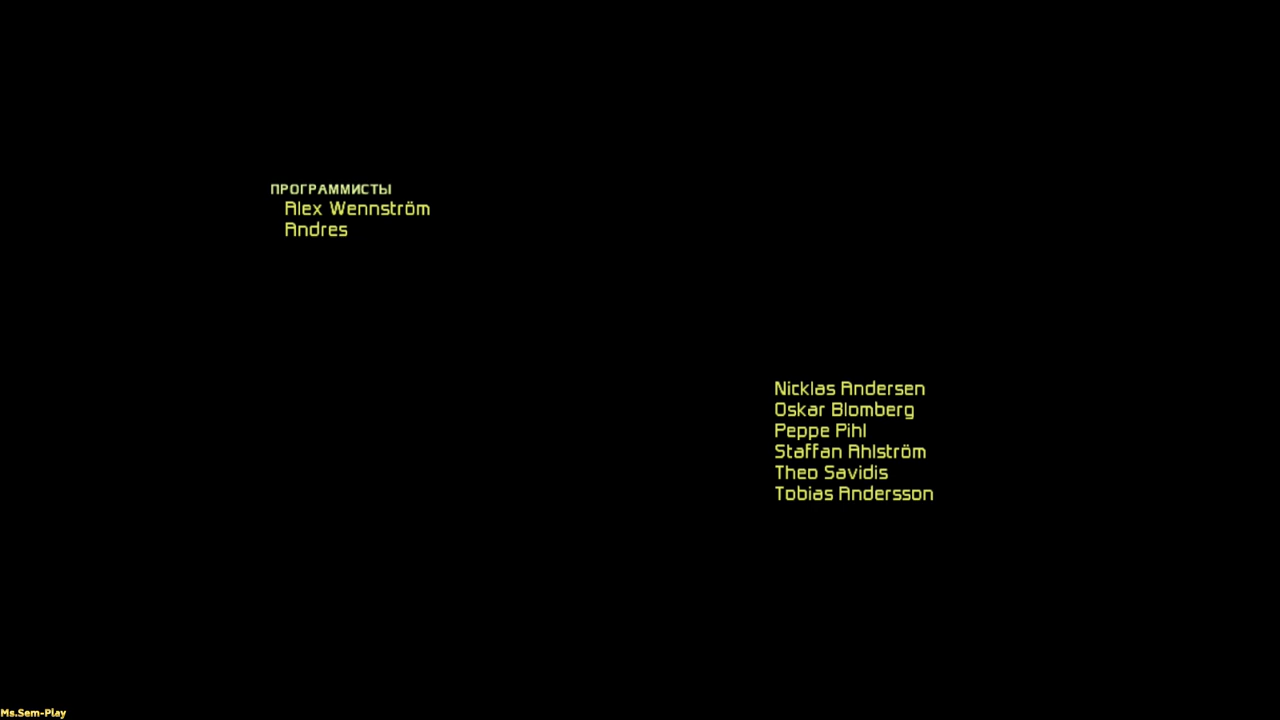 ПРОГРАММИСТЫ
Alex Wennström
Andres
Nicklas Andersen
Oskar Blomberg
Peppe Pihl
Staffan Ahlström
Theo Savidis
Tobias Andersson
Ms.Sem-Play